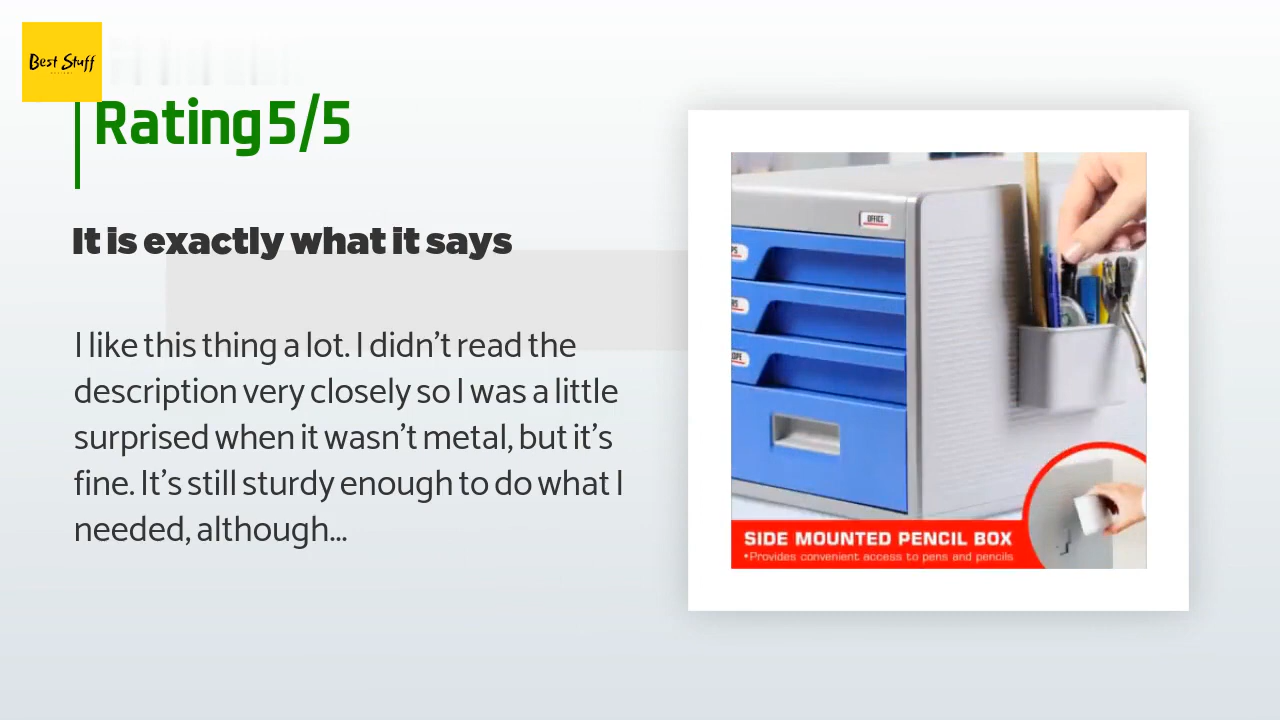 Best Stuff
Rating 5/5
It is exactly what it says
I like this thing a lot. I didn't read the
description very closely so I was a little
surprised when it wasn't metal, but it's
fine. It's still sturdy enough to do what I
needed, although...
OFFICE
SIDE MOUNTED PENCIL BOX
•Provides convenient access to pens and pencils